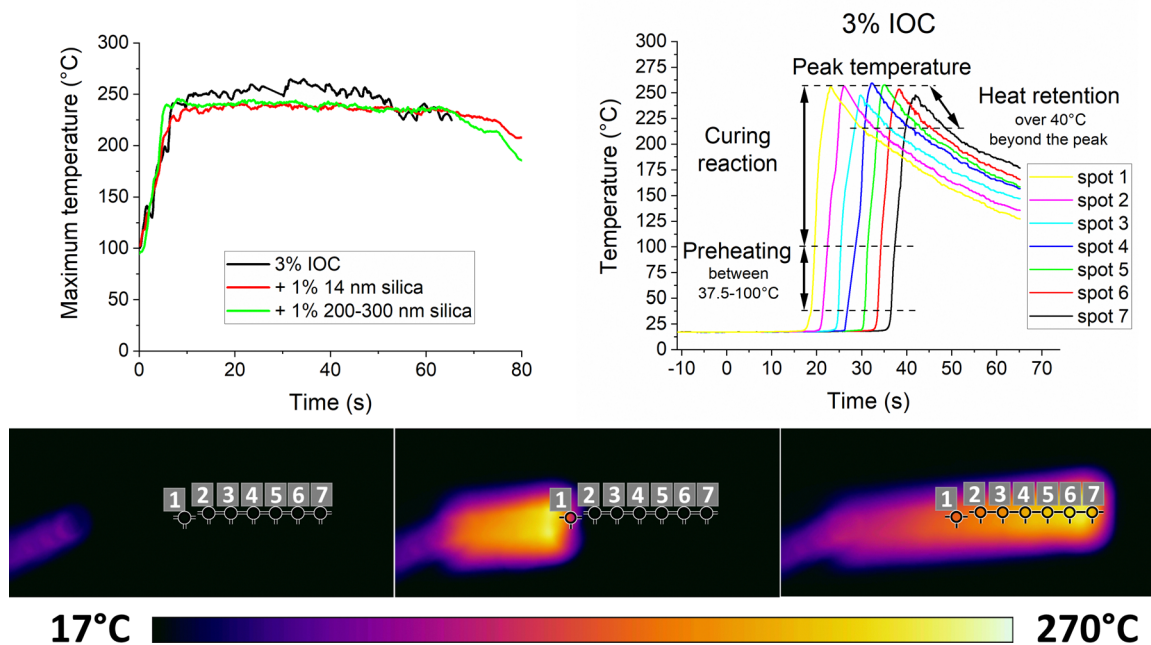 300
250
200
150
100
50
0
Maximum temperature (°C)
0
20
40
60
80
Time (s)
3% IOC
+ 1% 14 nm silica
+ 1% 200-300 nm silica
3% IOC
300
250
225
200
175
150
125
100
75
50
25
0
Temperature (°C)
-10
0
10
20
30
40
50
60
70
Time (s)
Peak temperature
Heat retention
over 40°C
beyond the peak
Curing
reaction
Preheating
between
37.5-100°C
spot 1
spot 2
spot 3
spot 4
spot 5
spot 6
spot 7
1 2 3 4 5 6 7
1 2 3 4 5 6 7
1 2 3 4 5 6 7
17°C
270°C